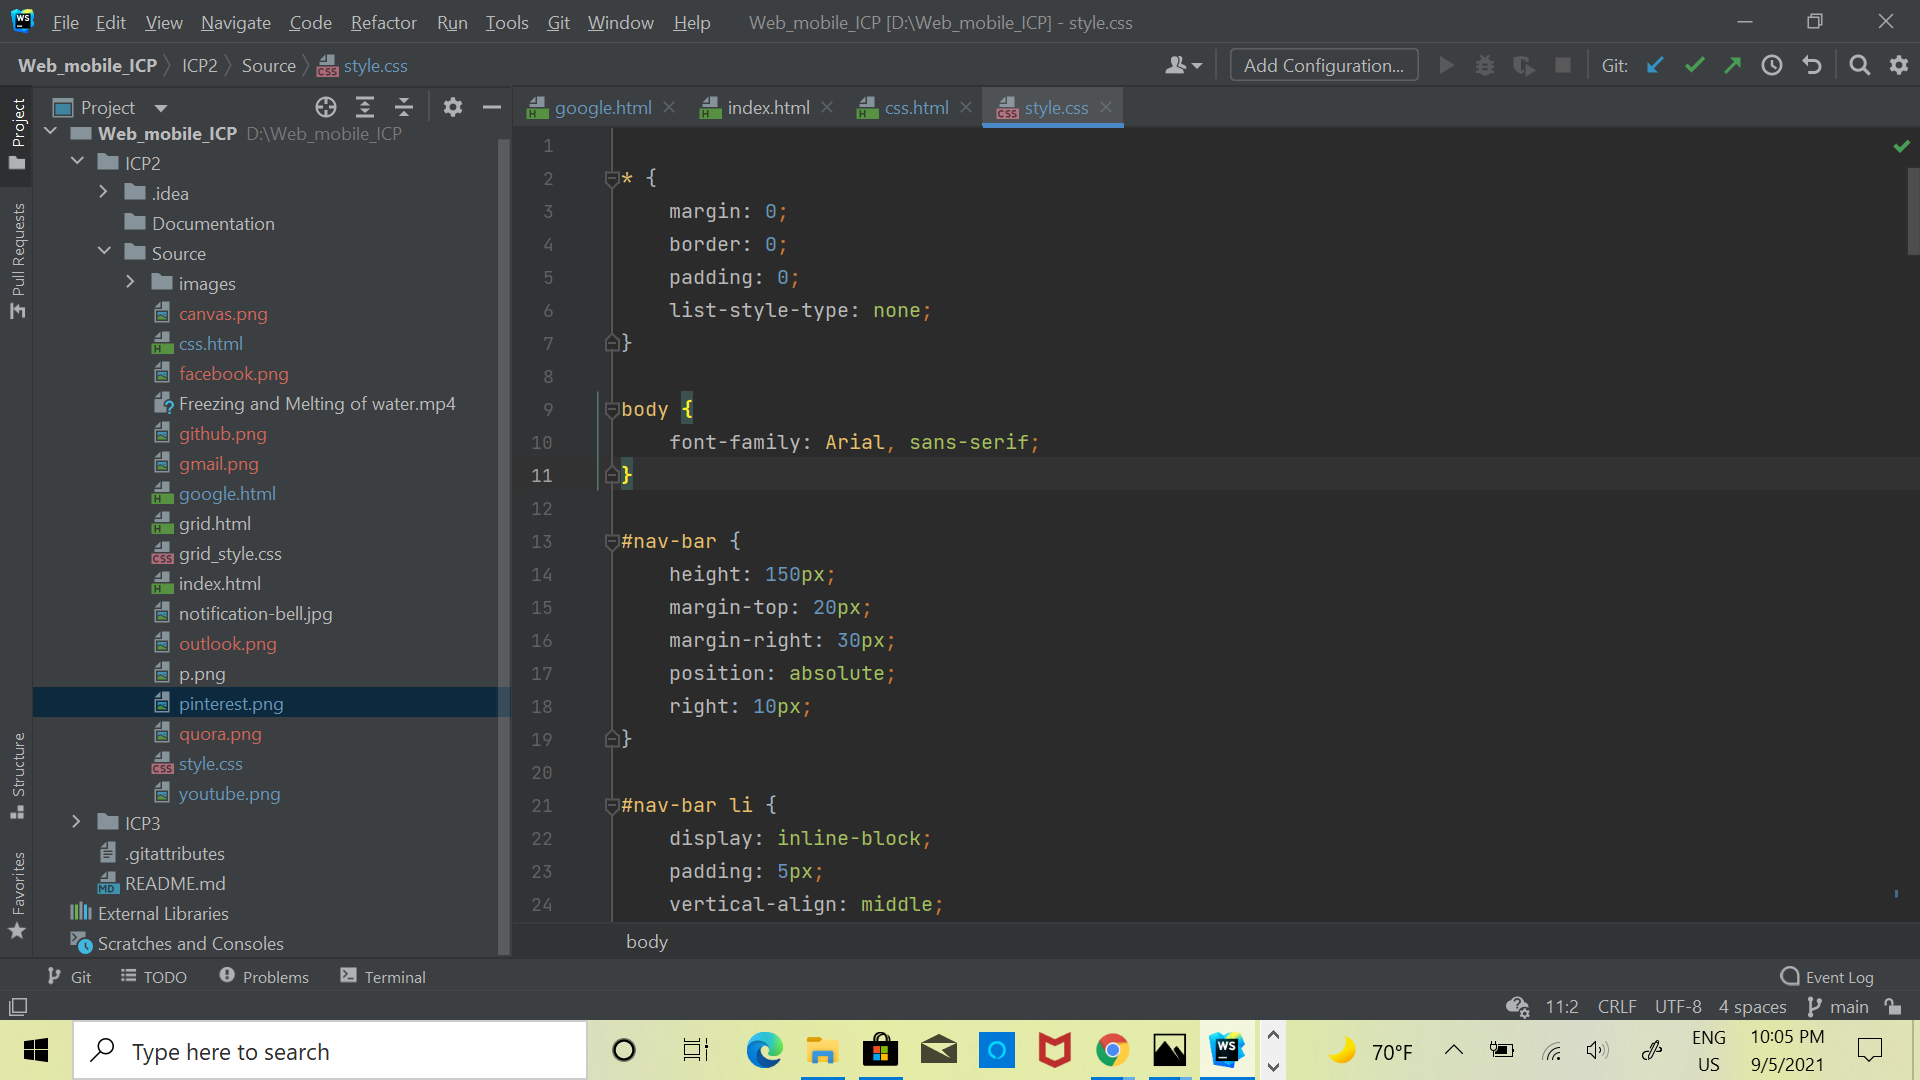 File Edit View Navigate Code Refactor Run Tools Git Window Help Web_mobile_ICP [D:\Web_mobile_ICP] - style.css
Web_mobile_ICP ICP2 Source style.css
Add Configuration... Git:
Project
google.html index.html css.html style.css
Project
Pull Requests
Structure
Favorites
Web_mobile_ICP D:\Web_mobile_ICP
ICP2
.idea
Documentation
Source
images
canvas.png
css.html
facebook.png
Freezing and Melting of water.mp4
github.png
gmail.png
google.html
grid.html
grid_style.css
index.html
notification-bell.jpg
outlook.png
p.png
pinterest.png
quora.png
style.css
youtube.png
ICP3
.gitattributes
README.md
External Libraries
Scratches and Consoles
1
2 * {
3 margin: 0;
4 border: 0;
5 padding: 0;
6 list-style-type: none;
7 }
8
9 body {
10 font-family: Arial, sans-serif;
11 }
12
13 #nav-bar {
14 height: 150px;
15 margin-top: 20px;
16 margin-right: 30px;
17 position: absolute;
18 right: 10px;
19 }
20
21 #nav-bar li {
22 display: inline-block;
23 padding: 5px;
24 vertical-align: middle;
body
Git TODO Problems Terminal Event Log
11:2 CRLF UTF-8 4 spaces main
Type here to search
WS
70°F
ENG
US
10:05 PM
9/5/2021